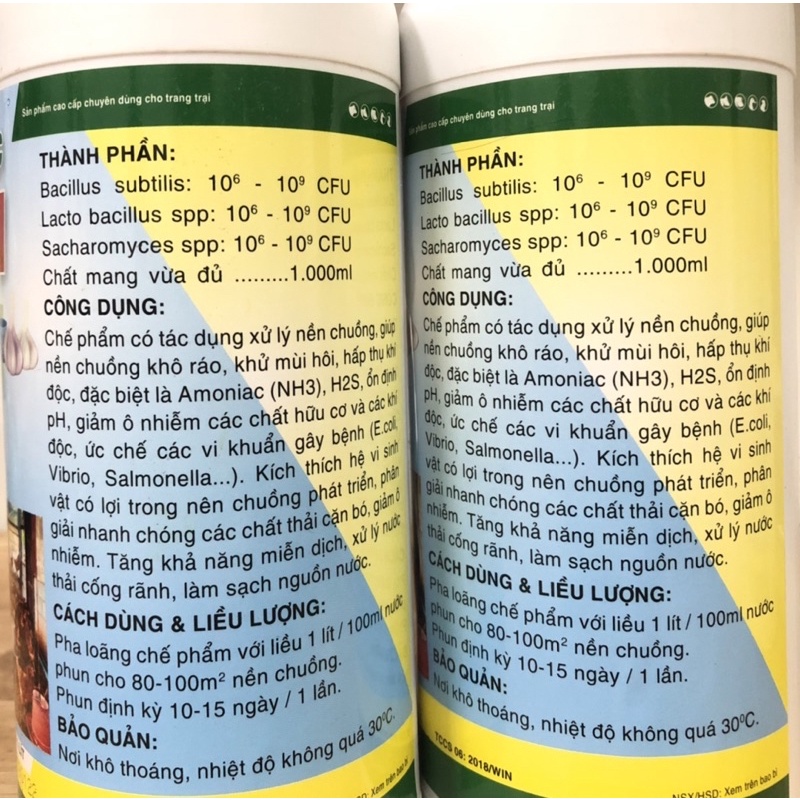 Sản phẩm cao cấp chuyên dùng cho trang trại
THÀNH PHẦN:
Bacillus subtilis: 10⁶ - 10⁹ CFU
Lacto bacillus spp: 10⁶ - 10⁹ CFU
Sacharomyces spp: 10⁶ - 10⁹ CFU
Chất mang vừa đủ .........1.000ml
CÔNG DỤNG:
Chế phẩm có tác dụng xử lý nền chuồng, giúp
nền chuồng khô ráo, khử mùi hôi, hấp thụ khí
độc, đặc biệt là Amoniac (NH3), H2S, ổn định
pH, giảm ô nhiễm các chất hữu cơ và các khí
độc, ức chế các vi khuẩn gây bệnh (E.coli,
Vibrio, Salmonella...). Kích thích hệ vi sinh
vật có lợi trong nên chuồng phát triển, phân
giải nhanh chóng các chất thải cặn bó, giảm ô
nhiễm. Tăng khả năng miễn dịch, xử lý nước
thải cống rãnh, làm sạch nguồn nước.
CÁCH DÙNG & LIỀU LƯỢNG:
Pha loãng chế phẩm với liều 1 lít / 100ml nước
phun cho 80-100m² nền chuồng.
Phun định kỳ 10-15 ngày / 1 lần.
BẢO QUẢN:
Nơi khô thoáng, nhiệt độ không quá 30⁰C.
Sản phẩm cao cấp chuyên dùng cho trang trại
THÀNH PHẦN:
Bacillus subtilis: 10⁶ - 10⁹ CFU
Lacto bacillus spp: 10⁶ - 10⁹ CFU
Sacharomyces spp: 10⁶ - 10⁹ CFU
Chất mang vừa đủ .........1.000ml
CÔNG DỤNG:
Chế phẩm có tác dụng xử lý nền chuồng, giúp
nền chuồng khô ráo, khử mùi hôi, hấp thụ khí
độc, đặc biệt là Amoniac (NH3), H2S, ổn định
pH, giảm ô nhiễm các chất hữu cơ và các khí
độc, ức chế các vi khuẩn gây bệnh (E.coli,
Vibrio, Salmonella...). Kích thích hệ vi sinh
vật có lợi trong nên chuồng phát triển, phân
giải nhanh chóng các chất thải cặn bó, giảm ô
nhiễm. Tăng khả năng miễn dịch, xử lý nước
thải cống rãnh, làm sạch nguồn nước.
CÁCH DÙNG & LIỀU LƯỢNG:
Pha loãng chế phẩm với liều 1 lít / 100ml nước
phun cho 80-100m² nền chuồng.
Phun định kỳ 10-15 ngày / 1 lần.
BẢO QUẢN:
Nơi khô thoáng, nhiệt độ không quá 30⁰C.
TCCS 06: 2018/WIN
NSX/HSD: Xem trên bao bì